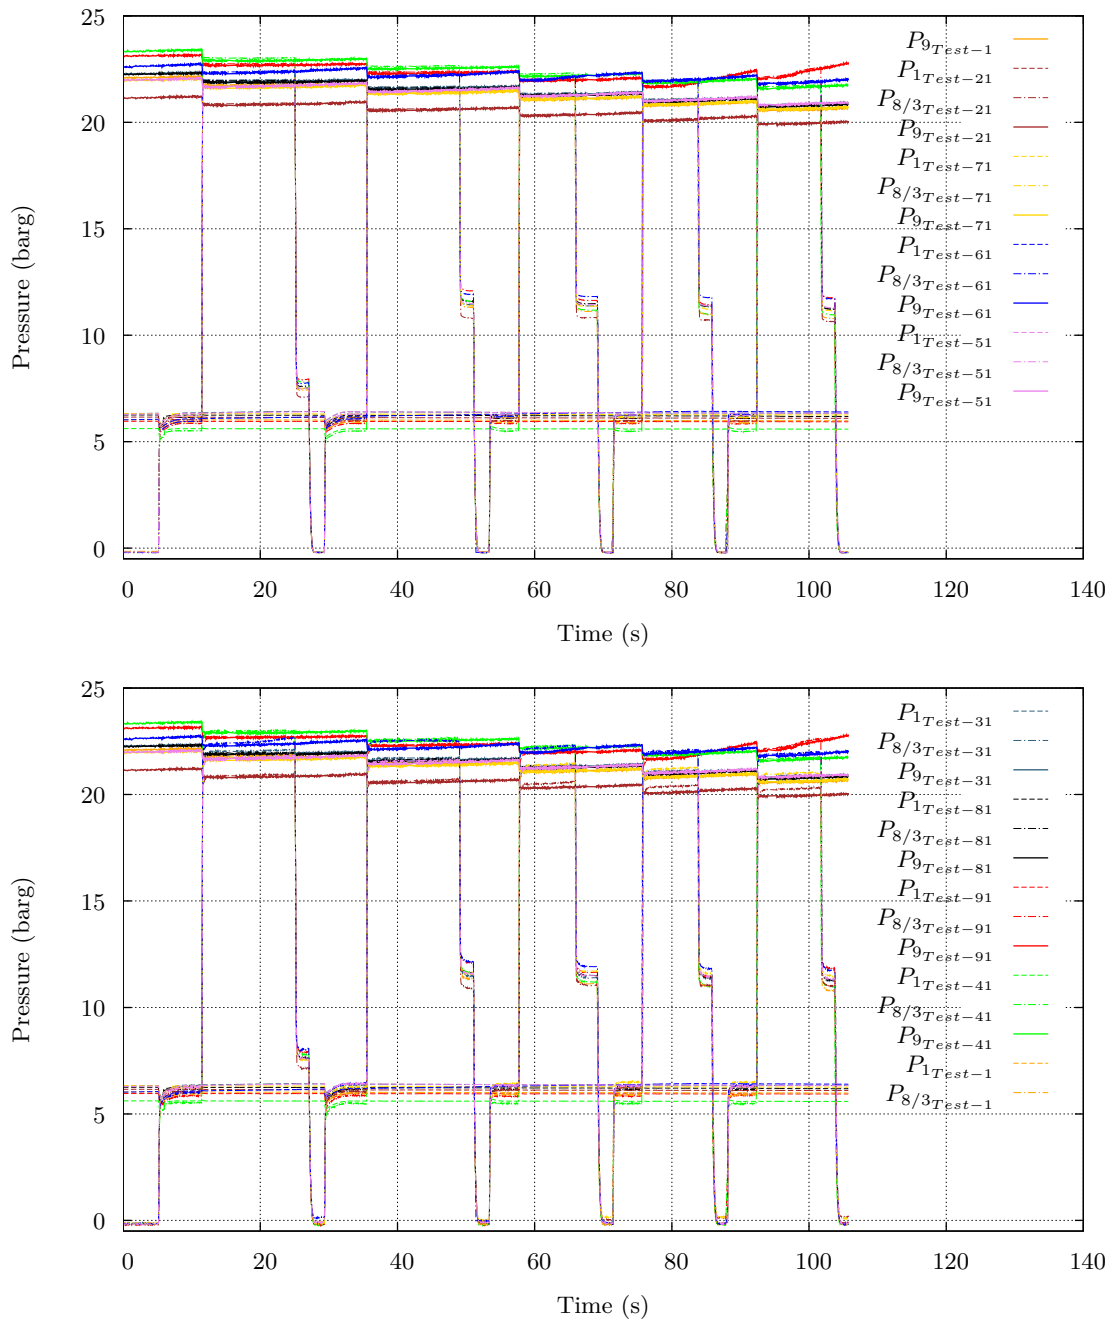 25
20
15
10
5
0
Pressure (barg)
0 20 40 60 80 100 120 140
Time (s)
P9Test−1
P1Test−21
P8/3Test−21
P9Test−21
P1Test−71
P8/3Test−71
P9Test−71
P1Test−61
P8/3Test−61
P9Test−61
P1Test−51
P8/3Test−51
P9Test−51
25
20
15
10
5
0
Pressure (barg)
0 20 40 60 80 100 120 140
Time (s)
P1Test−31
P8/3Test−31
P9Test−31
P1Test−81
P8/3Test−81
P9Test−81
P1Test−91
P8/3Test−91
P9Test−91
P1Test−41
P8/3Test−41
P9Test−41
P1Test−1
P8/3Test−1